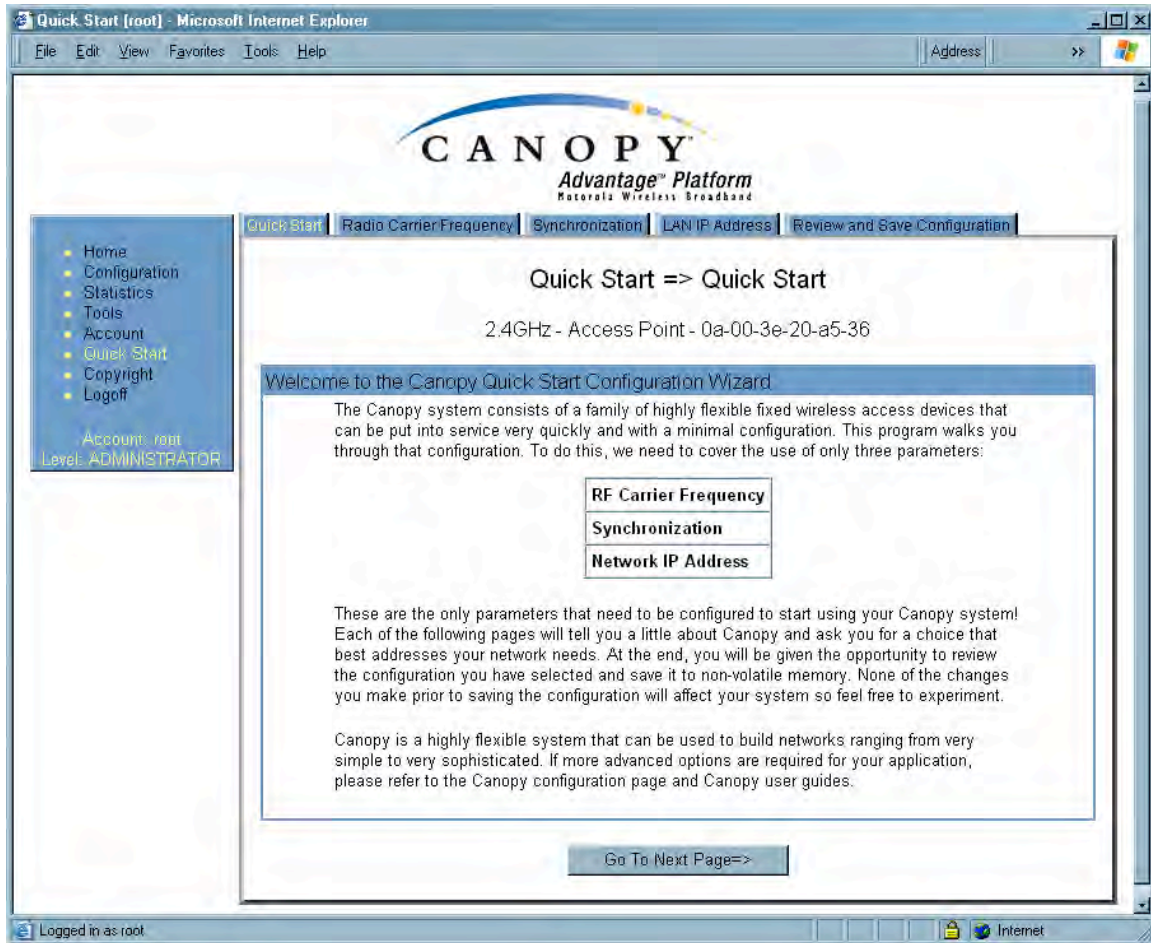 Quick Start [root] - Microsoft Internet Explorer
File Edit View Favorites Tools Help
Address »
CANOPY™
Advantage™ Platform
Motorola Wireless Broadband
Quick Start Radio Carrier Frequency Synchronization LAN IP Address Review and Save Configuration
Home
Configuration
Statistics
Tools
Account
Quick Start
Copyright
Logoff
Account: root
Level: ADMINISTRATOR
Quick Start => Quick Start
2.4GHz - Access Point - 0a-00-3e-20-a5-36
Welcome to the Canopy Quick Start Configuration Wizard
The Canopy system consists of a family of highly flexible fixed wireless access devices that
can be put into service very quickly and with a minimal configuration. This program walks you
through that configuration. To do this, we need to cover the use of only three parameters:
RF Carrier Frequency
Synchronization
Network IP Address
These are the only parameters that need to be configured to start using your Canopy system!
Each of the following pages will tell you a little about Canopy and ask you for a choice that
best addresses your network needs. At the end, you will be given the opportunity to review
the configuration you have selected and save it to non-volatile memory. None of the changes
you make prior to saving the configuration will affect your system so feel free to experiment.
Canopy is a highly flexible system that can be used to build networks ranging from very
simple to very sophisticated. If more advanced options are required for your application,
please refer to the Canopy configuration page and Canopy user guides.
Go To Next Page=>
Logged in as root
Internet